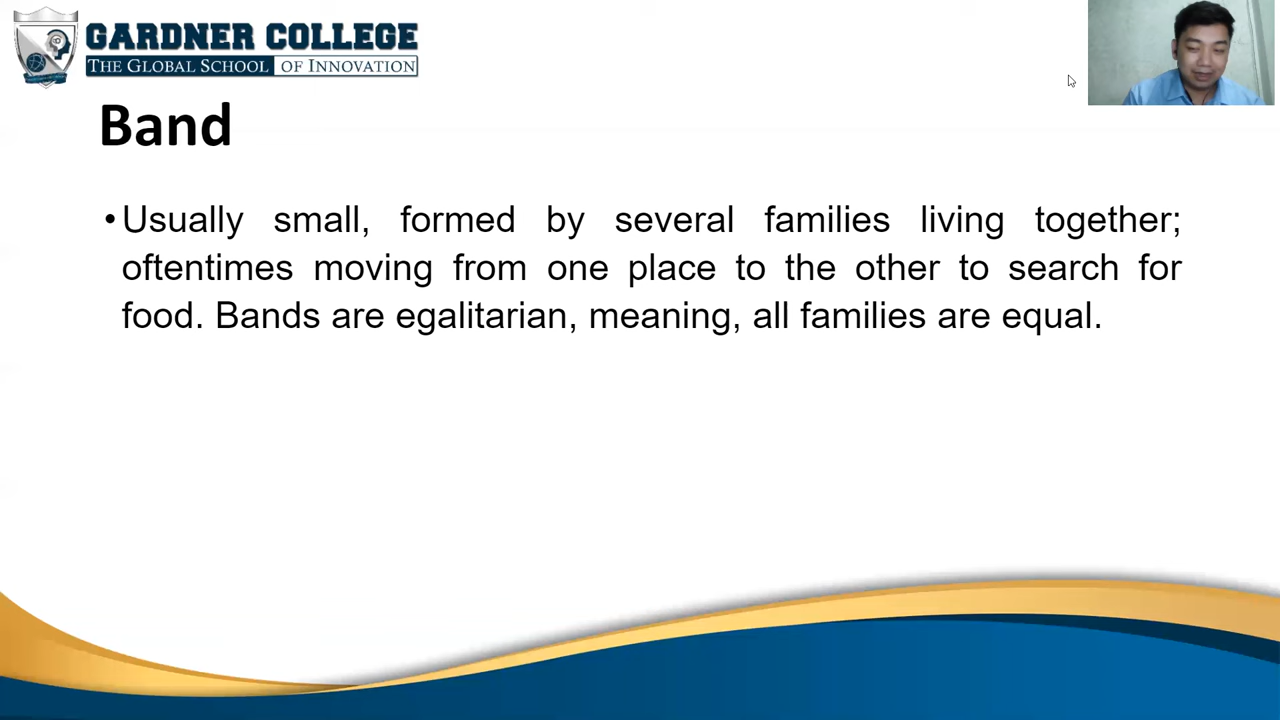 GARDNER COLLEGE
THE GLOBAL SCHOOL OF INNOVATION
Band
•Usually small, formed by several families living together;
oftentimes moving from one place to the other to search for
food. Bands are egalitarian, meaning, all families are equal.